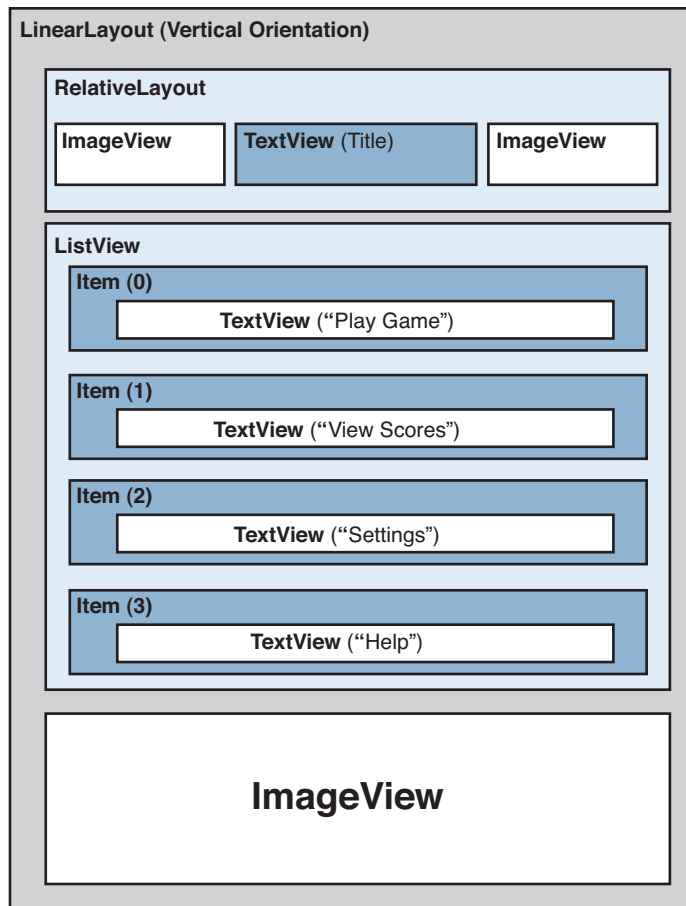 LinearLayout (Vertical Orientation)
RelativeLayout
ImageView
TextView (Title)
ImageView
ListView
Item (0)
TextView (“Play Game”)
Item (1)
TextView (“View Scores”)
Item (2)
TextView (“Settings”)
Item (3)
TextView (“Help”)
ImageView